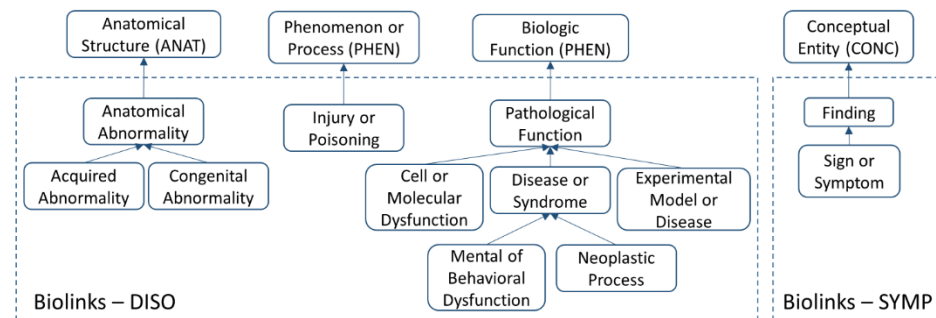 Anatomical
Structure (ANAT)
Phenomenon or
Process (PHEN)
Biologic
Function (PHEN)
Conceptual
Entity (CONC)
Anatomical
Abnormality
Injury or
Poisoning
Pathological
Function
Finding
Acquired
Abnormality
Congenital
Abnormality
Cell or
Molecular
Dysfunction
Disease or
Syndrome
Experimental
Model or
Disease
Sign or
Symptom
Mental of
Behavioral
Dysfunction
Neoplastic
Process
Biolinks – DISO
Biolinks – SYMP